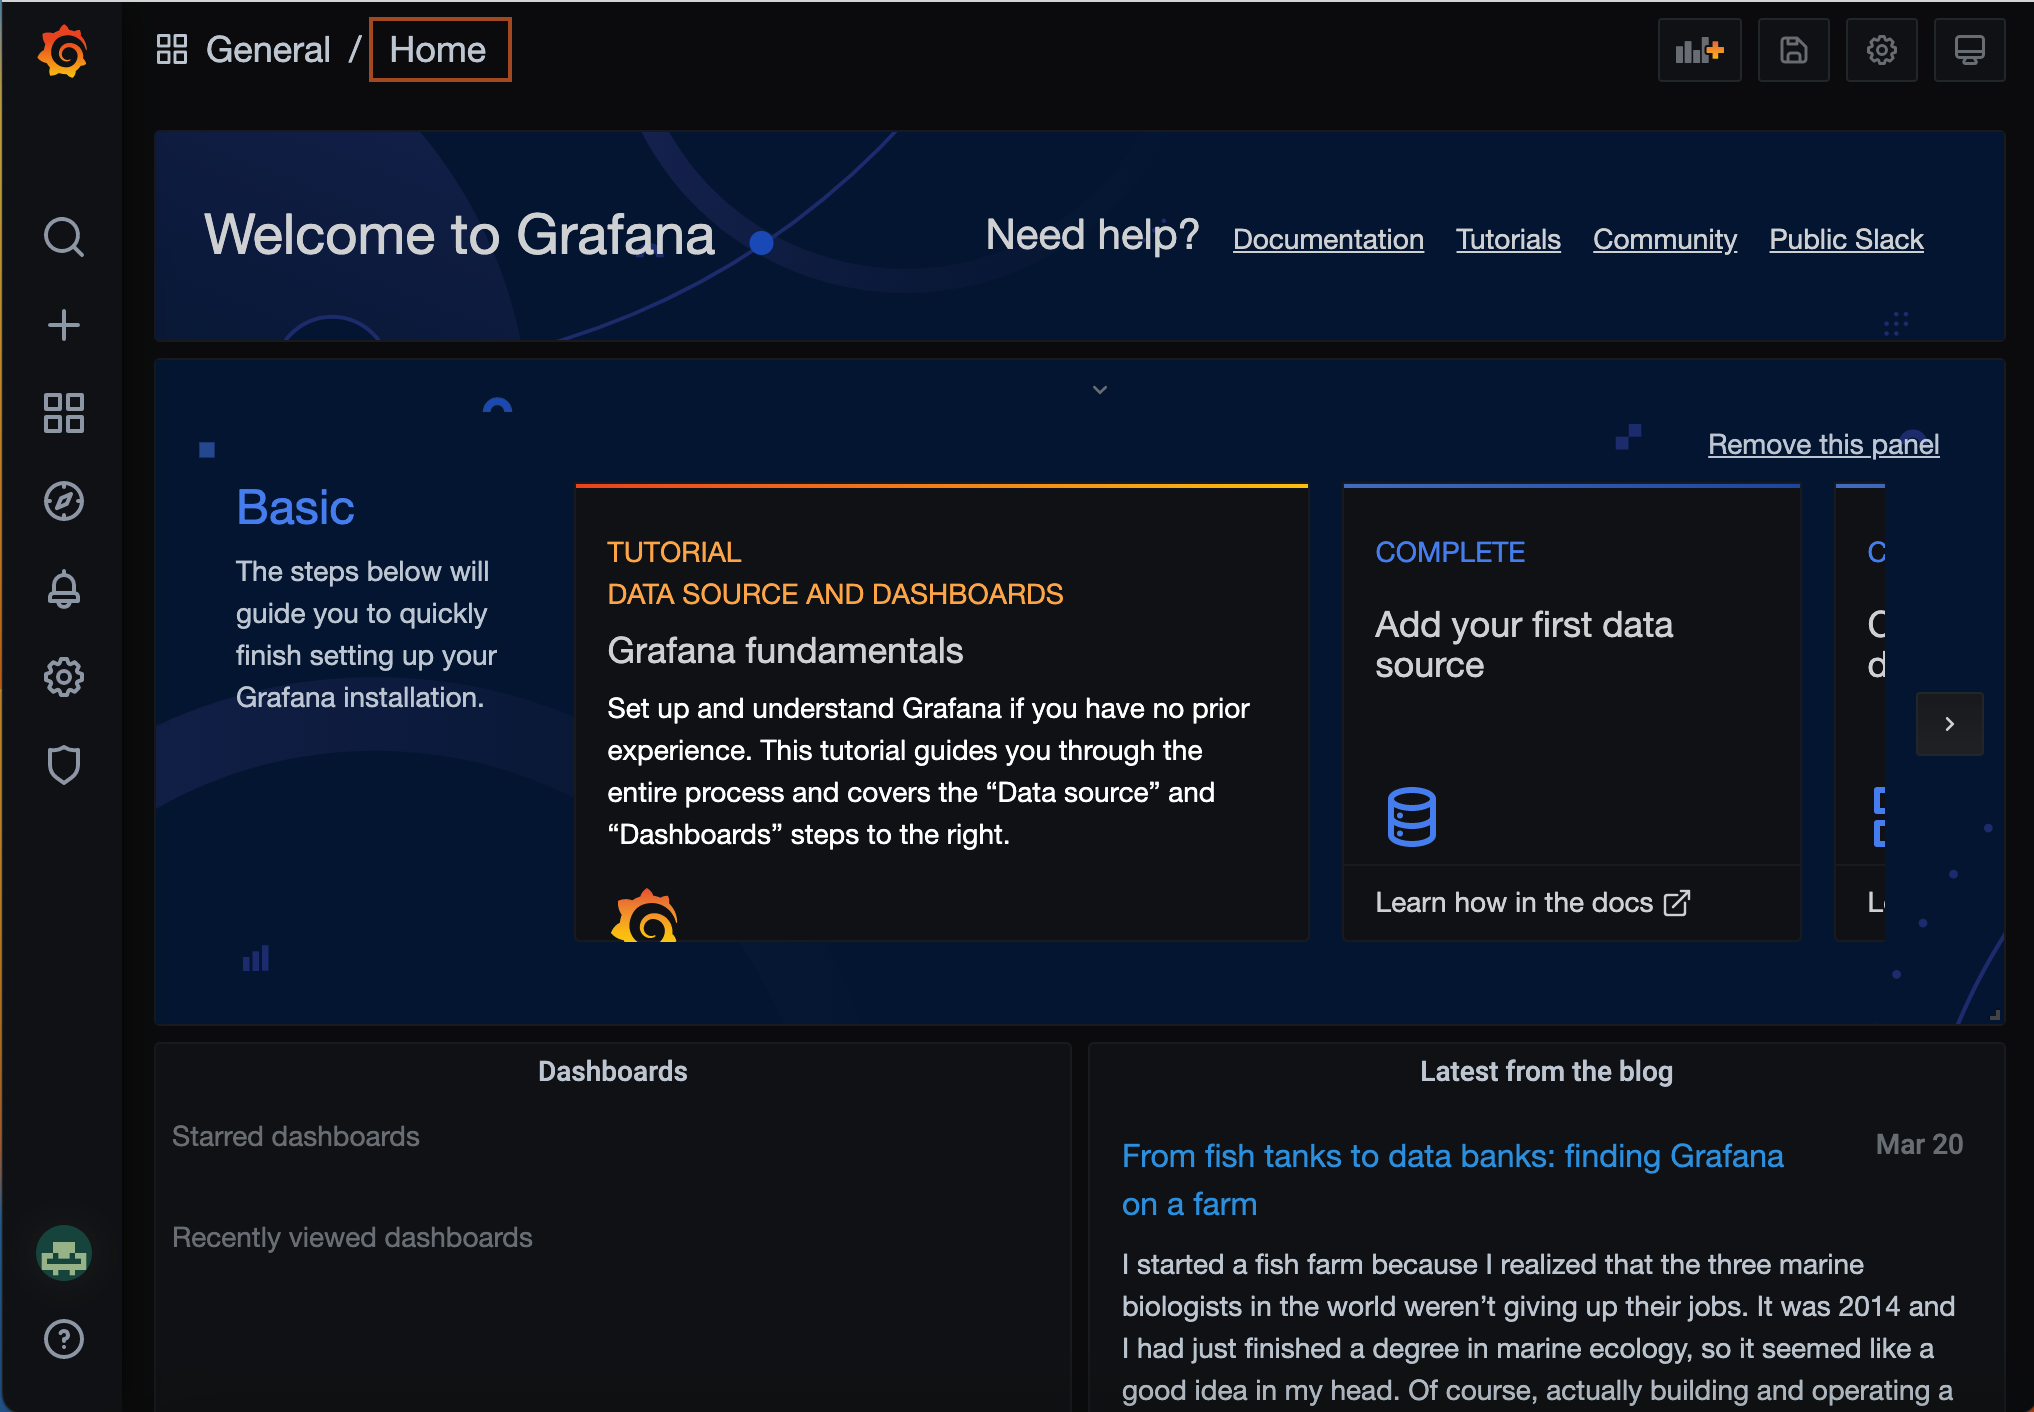 General / Home
Welcome to Grafana
Need help? Documentation Tutorials Community Public Slack
Remove this panel
Basic
The steps below will
guide you to quickly
finish setting up your
Grafana installation.
TUTORIAL
DATA SOURCE AND DASHBOARDS
Grafana fundamentals
Set up and understand Grafana if you have no prior
experience. This tutorial guides you through the
entire process and covers the “Data source” and
“Dashboards” steps to the right.
COMPLETE
Add your first data
source
Learn how in the docs
Dashboards
Starred dashboards
Recently viewed dashboards
Latest from the blog
From fish tanks to data banks: finding Grafana
on a farm
Mar 20
I started a fish farm because I realized that the three marine
biologists in the world weren’t giving up their jobs. It was 2014 and
I had just finished a degree in marine ecology, so it seemed like a
good idea in my head. Of course, actually building and operating a